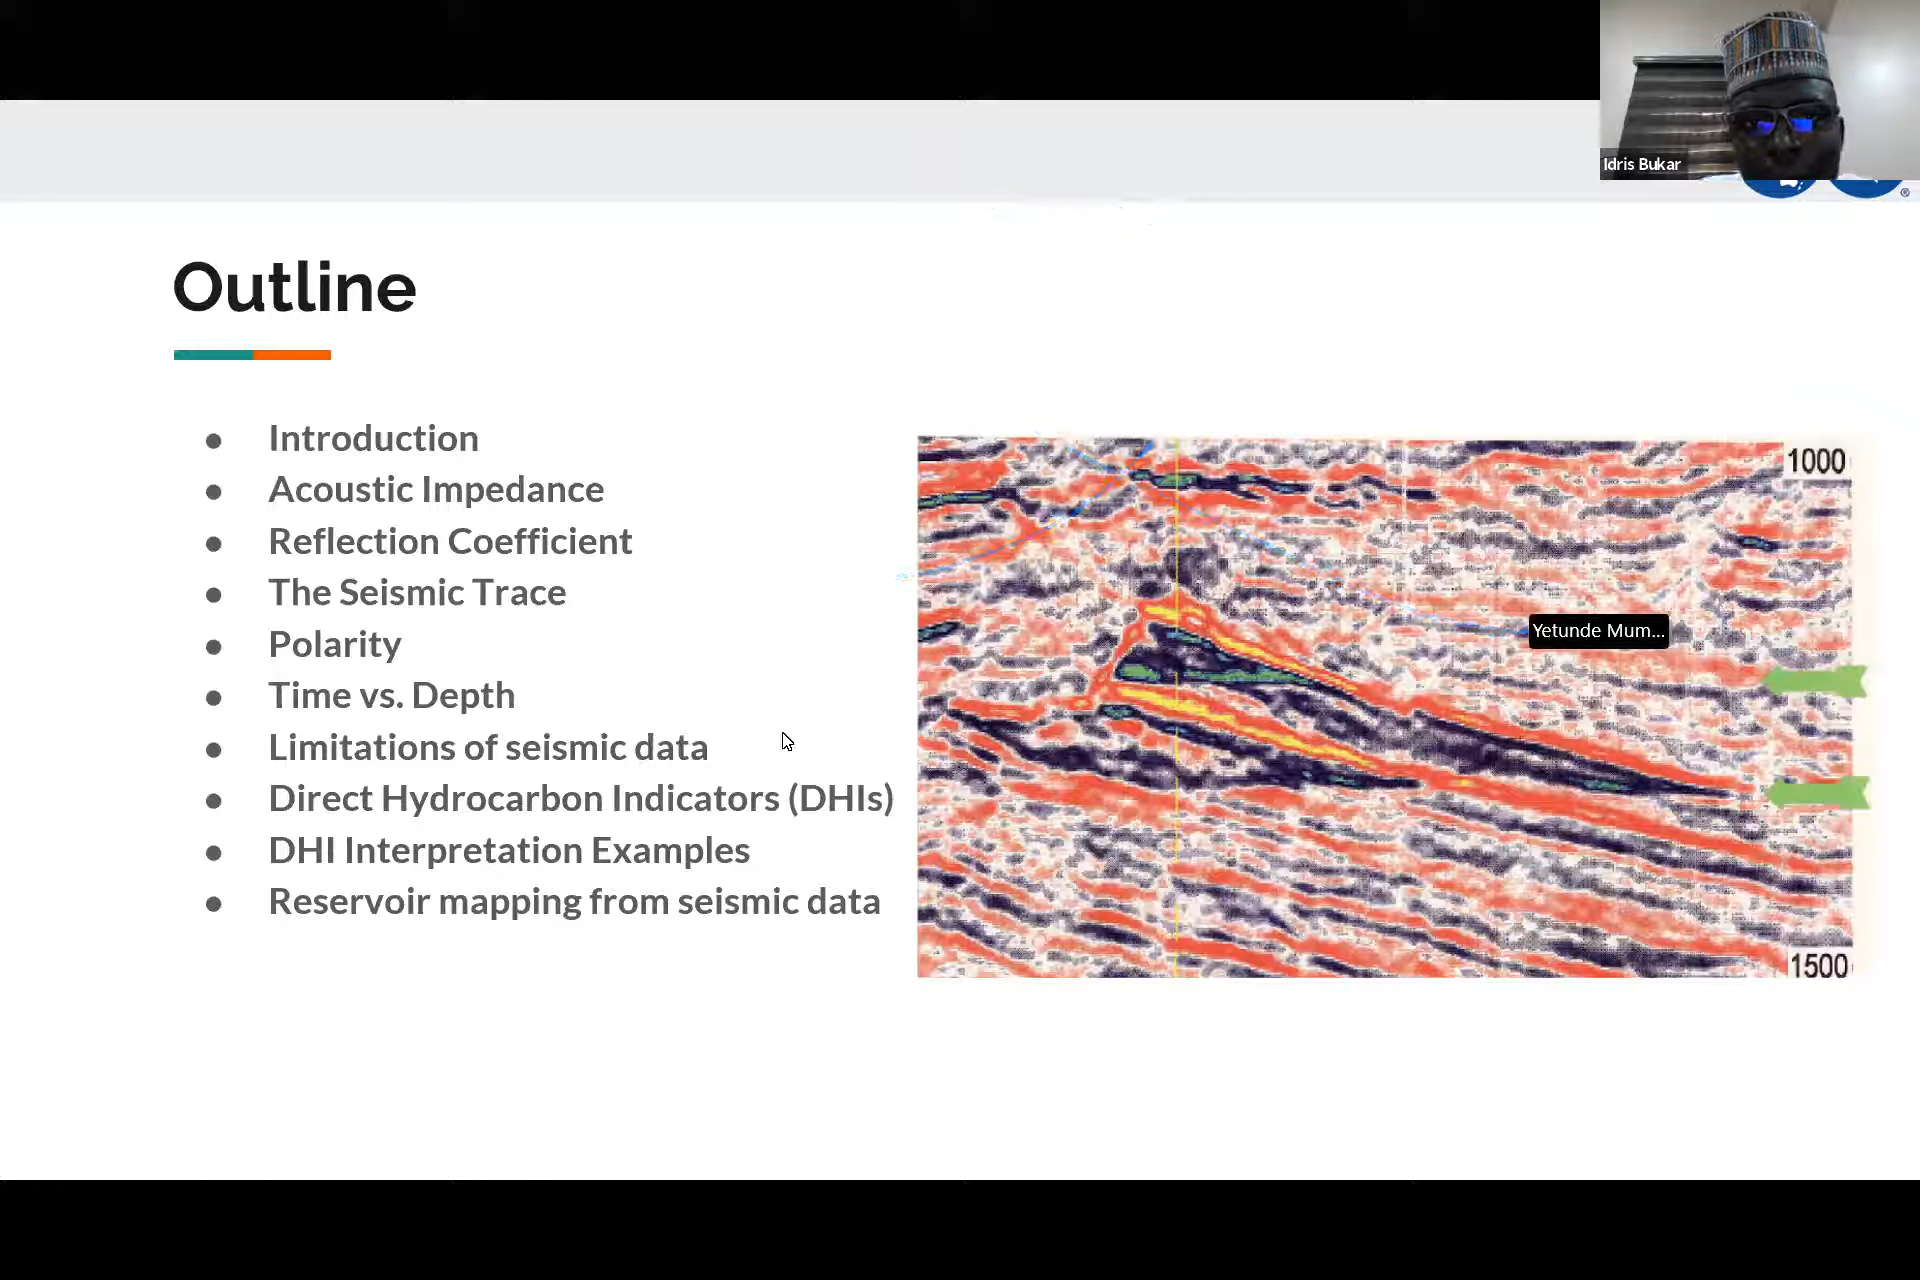 Idris Bukar
®
Outline
● Introduction
● Acoustic Impedance
● Reflection Coefficient
● The Seismic Trace
● Polarity
● Time vs. Depth
● Limitations of seismic data
● Direct Hydrocarbon Indicators (DHIs)
● DHI Interpretation Examples
● Reservoir mapping from seismic data
1000
Yetunde Mum...
1500